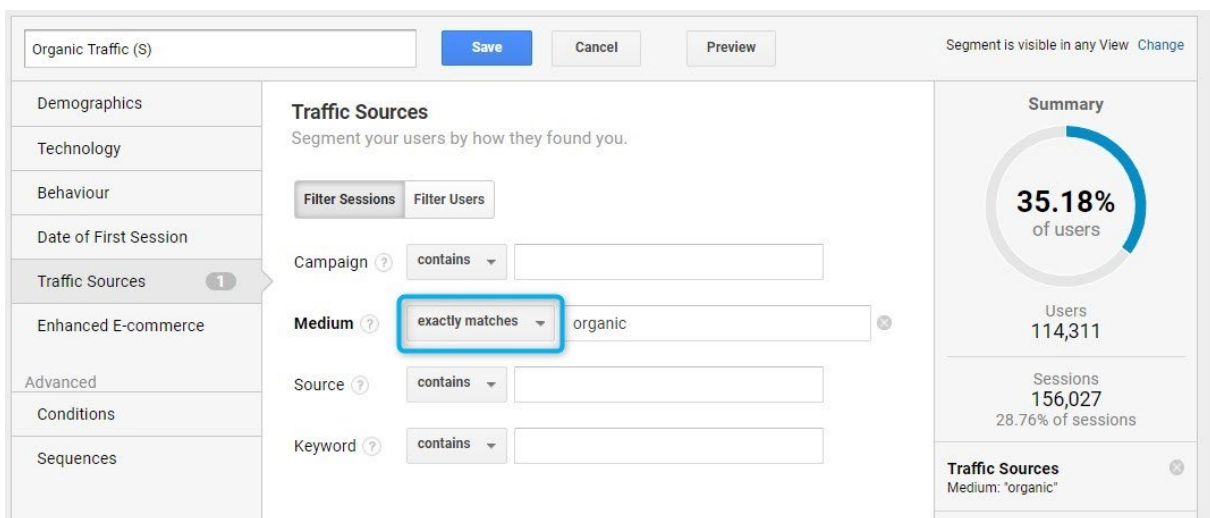 Organic Traffic (S)
Save
Cancel
Preview
Segment is visible in any View Change
Demographics
Technology
Behaviour
Date of First Session
Traffic Sources 1
Enhanced E-commerce
Advanced
Conditions
Sequences
Traffic Sources
Segment your users by how they found you.
Filter Sessions Filter Users
Campaign ? contains
Medium ? exactly matches organic
Source ? contains
Keyword ? contains
Summary
35.18%
of users
Users
114,311
Sessions
156,027
28.76% of sessions
Traffic Sources
Medium: "organic"